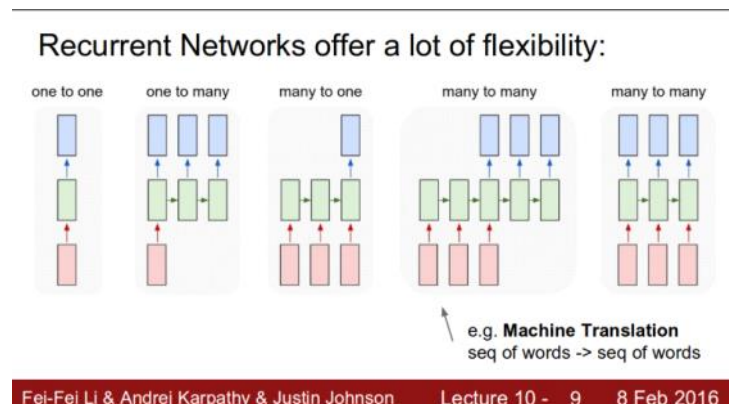 Recurrent Networks offer a lot of flexibility:
one to one one to many many to one many to many many to many
e.g. Machine Translation
seq of words -> seq of words
Fei-Fei Li & Andrej Karpathy & Justin Johnson Lecture 10 - 9 8 Feb 2016